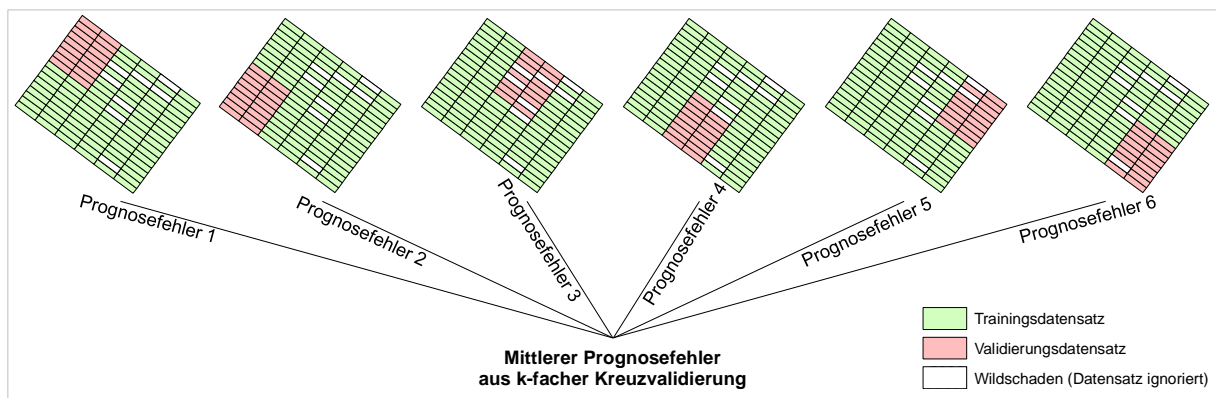 Prognosefehler 1
Prognosefehler 2
Prognosefehler 3
Prognosefehler 4
Prognosefehler 5
Prognosefehler 6
Mittlerer Prognosefehler
aus k-facher Kreuzvalidierung
Trainingsdatensatz
Validierungsdatensatz
Wildschaden (Datensatz ignoriert)